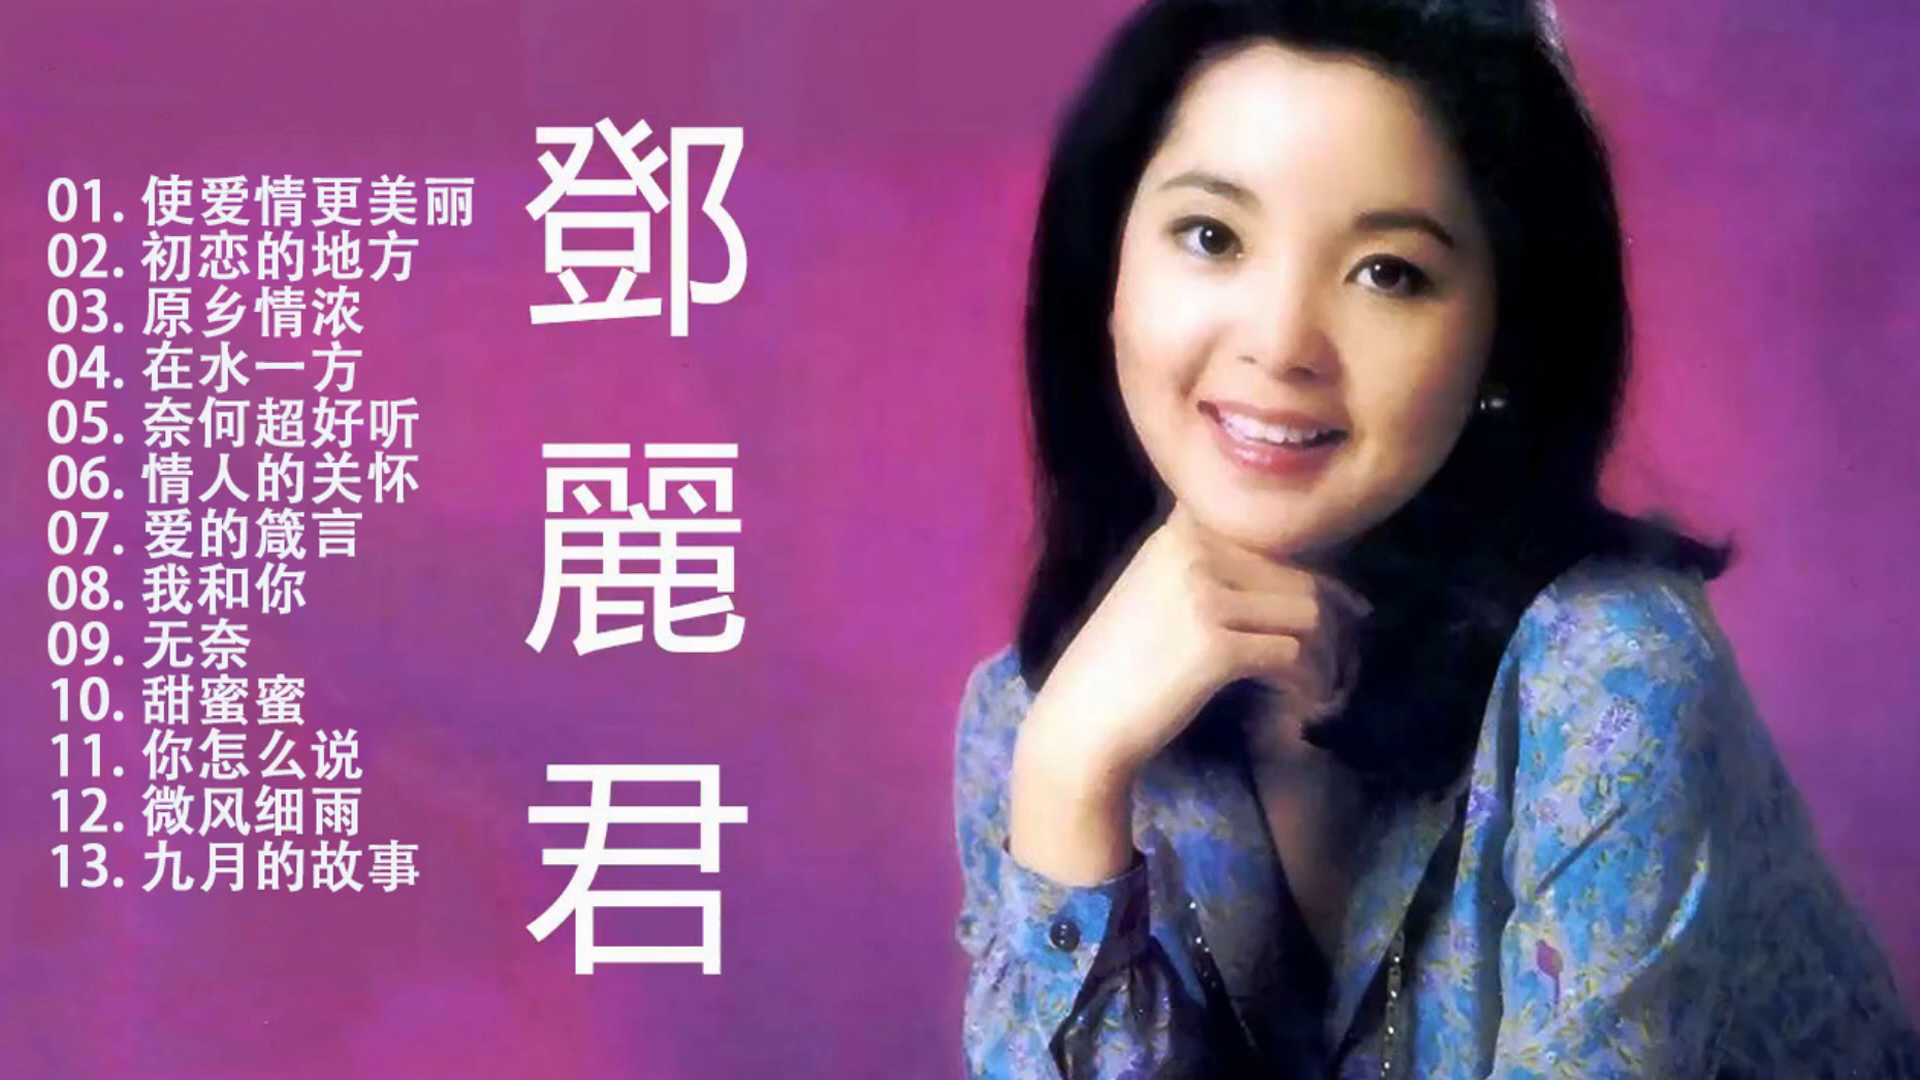 01. 使爱情更美丽
02. 初恋的地方
03. 原乡情浓
04. 在水一方
05. 奈何超好听
06. 情人的关怀
07. 爱的箴言
08. 我和你
09. 无奈
10. 甜蜜蜜
11. 你怎么说
12. 微风细雨
13. 九月的故事
鄧麗君